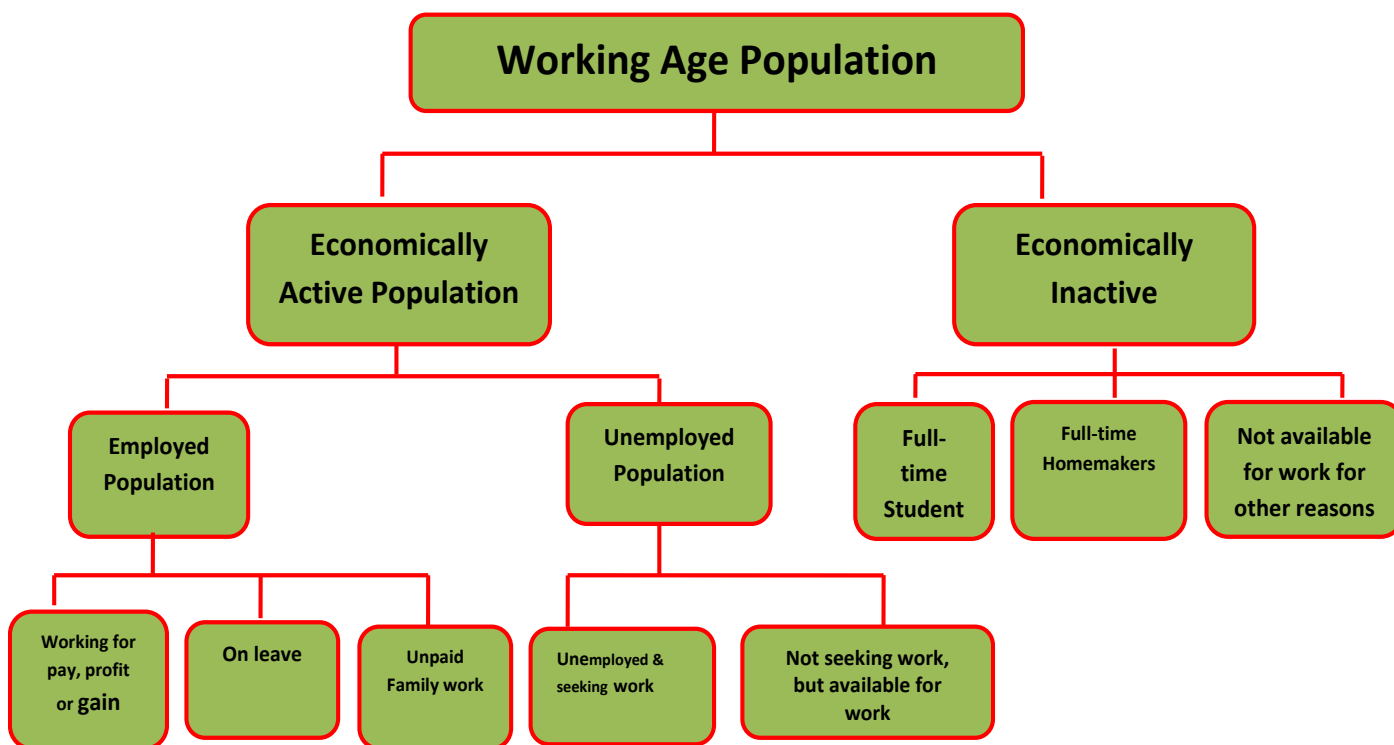 Working Age Population
Economically
Active Population
Economically
Inactive
Employed
Population
Unemployed
Population
Full-
time
Student
Full-time
Homemakers
Not available
for work for
other reasons
Working for
pay, profit
or gain
On leave
Unpaid
Family work
Unemployed &
seeking work
Not seeking work,
but available for
work